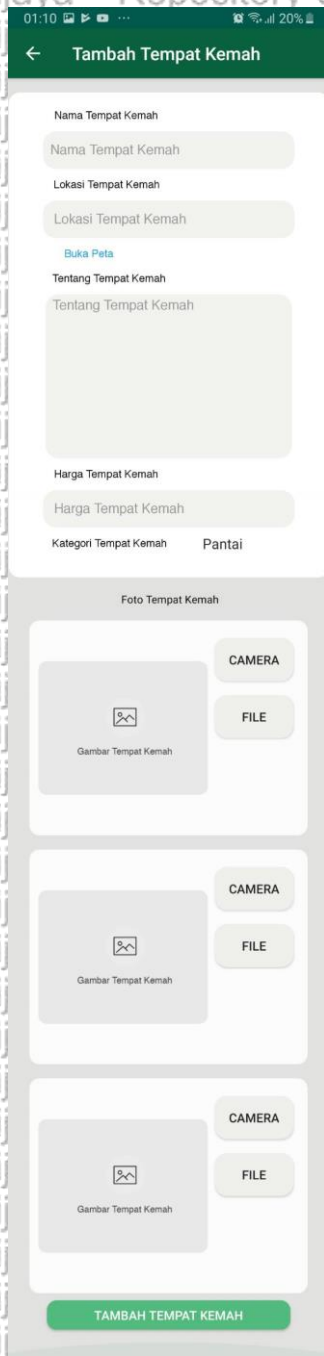 jaya Repository
01:10 ... 20%
Tambah Tempat Kemah
Nama Tempat Kemah
Nama Tempat Kemah
Lokasi Tempat Kemah
Lokasi Tempat Kemah
Buka Peta
Tentang Tempat Kemah
Tentang Tempat Kemah
Harga Tempat Kemah
Harga Tempat Kemah
Kategori Tempat Kemah Pantai
Foto Tempat Kemah
CAMERA
FILE
Gambar Tempat Kemah
CAMERA
FILE
Gambar Tempat Kemah
CAMERA
FILE
Gambar Tempat Kemah
TAMBAH TEMPAT KEMAH